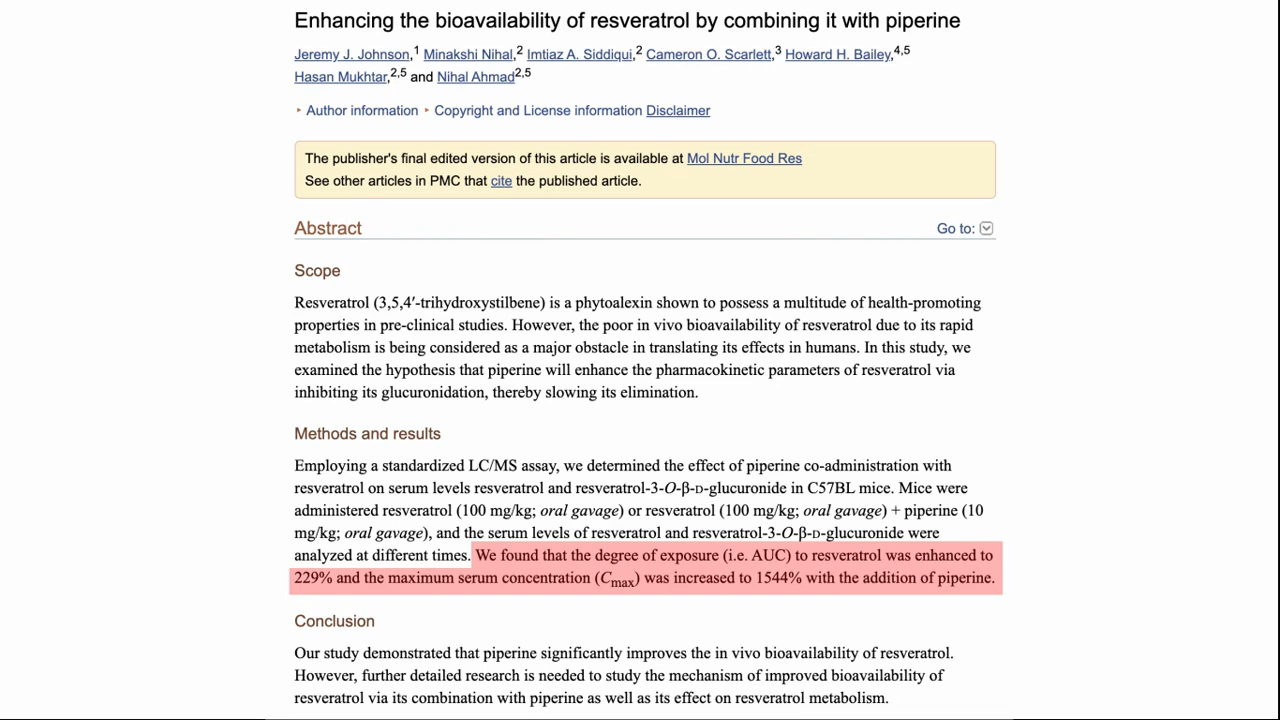 Enhancing the bioavailability of resveratrol by combining it with piperine
Jeremy J. Johnson,1 Minakshi Nihal,2 Imtiaz A. Siddiqui,2 Cameron O. Scarlett,3 Howard H. Bailey,4,5
Hasan Mukhtar,2,5 and Nihal Ahmad2,5
▸ Author information ▸ Copyright and License information Disclaimer
The publisher's final edited version of this article is available at Mol Nutr Food Res
See other articles in PMC that cite the published article.
Abstract Go to:
Scope
Resveratrol (3,5,4′-trihydroxystilbene) is a phytoalexin shown to possess a multitude of health-promoting
properties in pre-clinical studies. However, the poor in vivo bioavailability of resveratrol due to its rapid
metabolism is being considered as a major obstacle in translating its effects in humans. In this study, we
examined the hypothesis that piperine will enhance the pharmacokinetic parameters of resveratrol via
inhibiting its glucuronidation, thereby slowing its elimination.
Methods and results
Employing a standardized LC/MS assay, we determined the effect of piperine co-administration with
resveratrol on serum levels resveratrol and resveratrol-3-O-β-D-glucuronide in C57BL mice. Mice were
administered resveratrol (100 mg/kg; oral gavage) or resveratrol (100 mg/kg; oral gavage) + piperine (10
mg/kg; oral gavage), and the serum levels of resveratrol and resveratrol-3-O-β-D-glucuronide were
analyzed at different times. We found that the degree of exposure (i.e. AUC) to resveratrol was enhanced to
229% and the maximum serum concentration (Cmax) was increased to 1544% with the addition of piperine.
Conclusion
Our study demonstrated that piperine significantly improves the in vivo bioavailability of resveratrol.
However, further detailed research is needed to study the mechanism of improved bioavailability of
resveratrol via its combination with piperine as well as its effect on resveratrol metabolism.